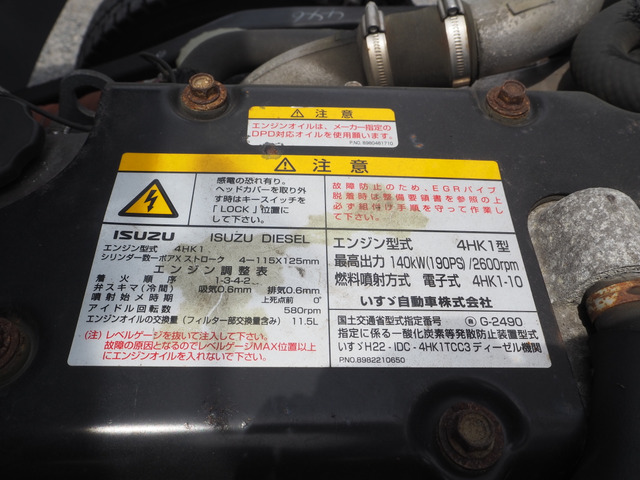 ⚠ 注意
エンジンオイルは、メーカー指定の
DPD対応オイルを使用願います。
P.NO. 8980461710
⚠ 注意
感電の恐れ有り。
ヘッドカバーを取り外
す時はキースイッチを
「LOCK」位置に
して下さい。
故障防止のため、EGRパイプ
脱着時は整備要領書を参照の上
必ず組付け手順を守って作業し
て下さい。
ISUZU ISUZU DIESEL
エンジン型式 4HK1
シリンダー数ーボアXストローク 4-115X125mm
エンジン調整表
着火順序 1-3-4-2
弁スキマ(冷間) 吸気0.6mm 排気0.6mm
噴射始メ時期 上死点前 0°
アイドル回転数 580rpm
エンジンオイルの交換量(フィルター部交換量含み) 11.5L
(注)レベルゲージを抜いて注入して下さい。
故障の原因となるのでレベルゲージMAX位置以上
にエンジンオイルを入れないで下さい。
エンジン型式 4HK1型
最高出力 140kW(190PS)/2600rpm
燃料噴射方式 電子式 4HK1-10
いすゞ自動車株式会社
国土交通省型式指定番号 G-2490
指定に係る一酸化炭素等発散防止装置型式
いすゞH22-IDC-4HK1TCC3ディーゼル機関
P.NO.8982210650